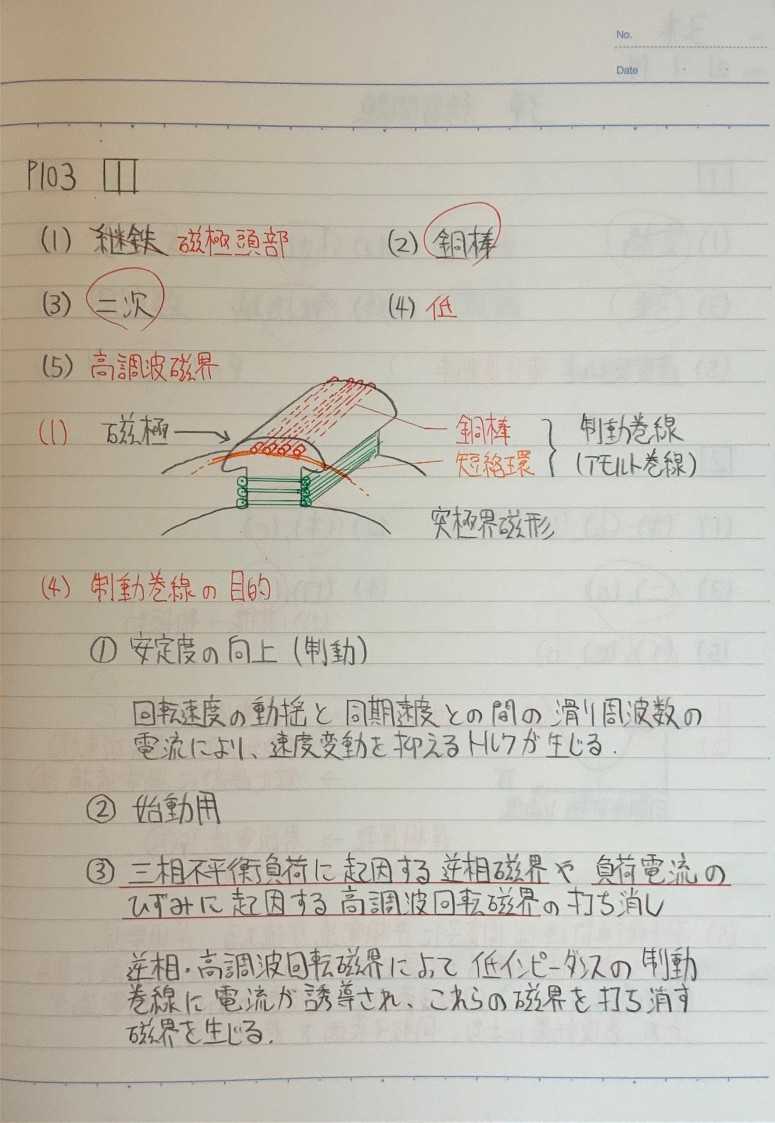 No.
Date
P103 1
(1) 継鉄 磁極頭部 (2) 銅棒
(3) 二次 (4) 低
(5) 高調波磁界
(1) 磁極 → 銅棒 制動巻線
短絡環 (アモルト巻線)
突極界磁形
(4) 制動巻線の目的
① 安定度の向上 (制動)
回転速度の動揺と同期速度との間の滑り周波数の
電流により、速度変動を抑えるトルクが生じる.
② 始動用
③ 三相不平衡負荷に起因する逆相磁界や負荷電流の
ひずみに起因する高調波回転磁界の打ち消し
逆相・高調波回転磁界によって低インピーダンスの制動
巻線に電流が誘導され、これらの磁界を打ち消す
磁界を生じる.